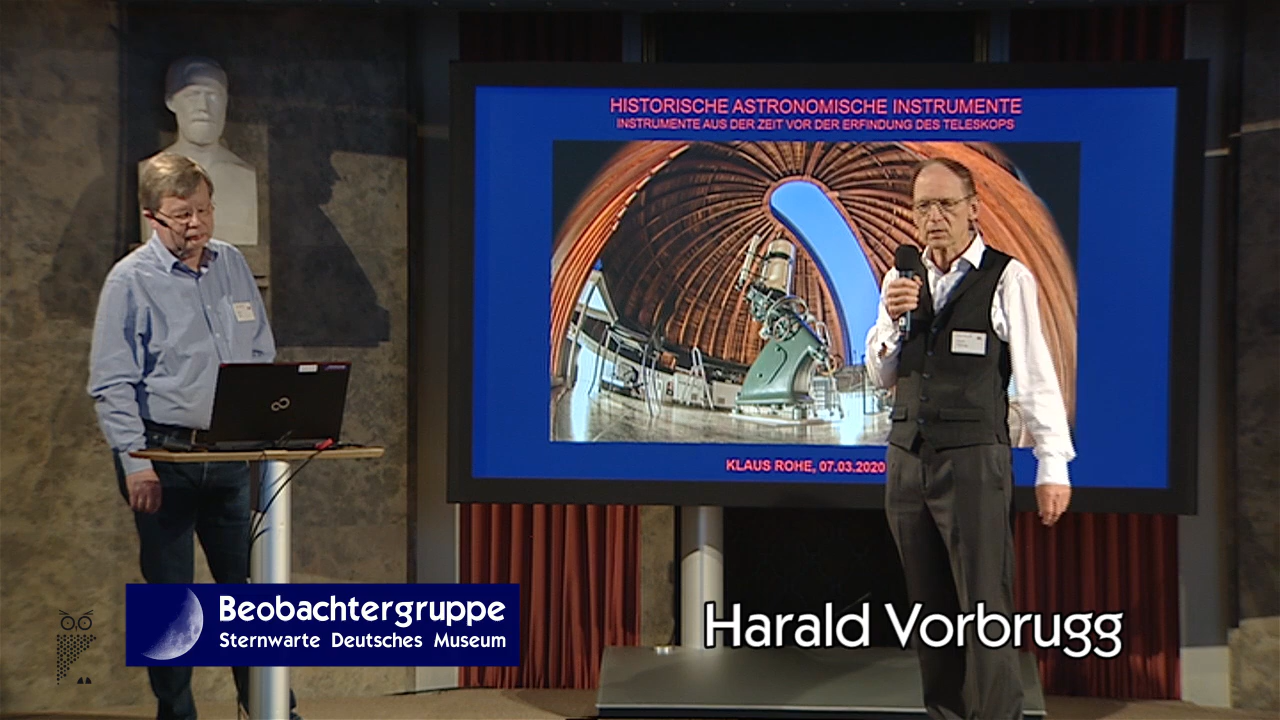 HISTORISCHE ASTRONOMISCHE INSTRUMENTE
INSTRUMENTE AUS DER ZEIT VOR DER ERFINDUNG DES TELESKOPS
KLAUS ROHE, 07.03.2020
Beobachtergruppe
Sternwarte Deutsches Museum
Harald Vorbrugg